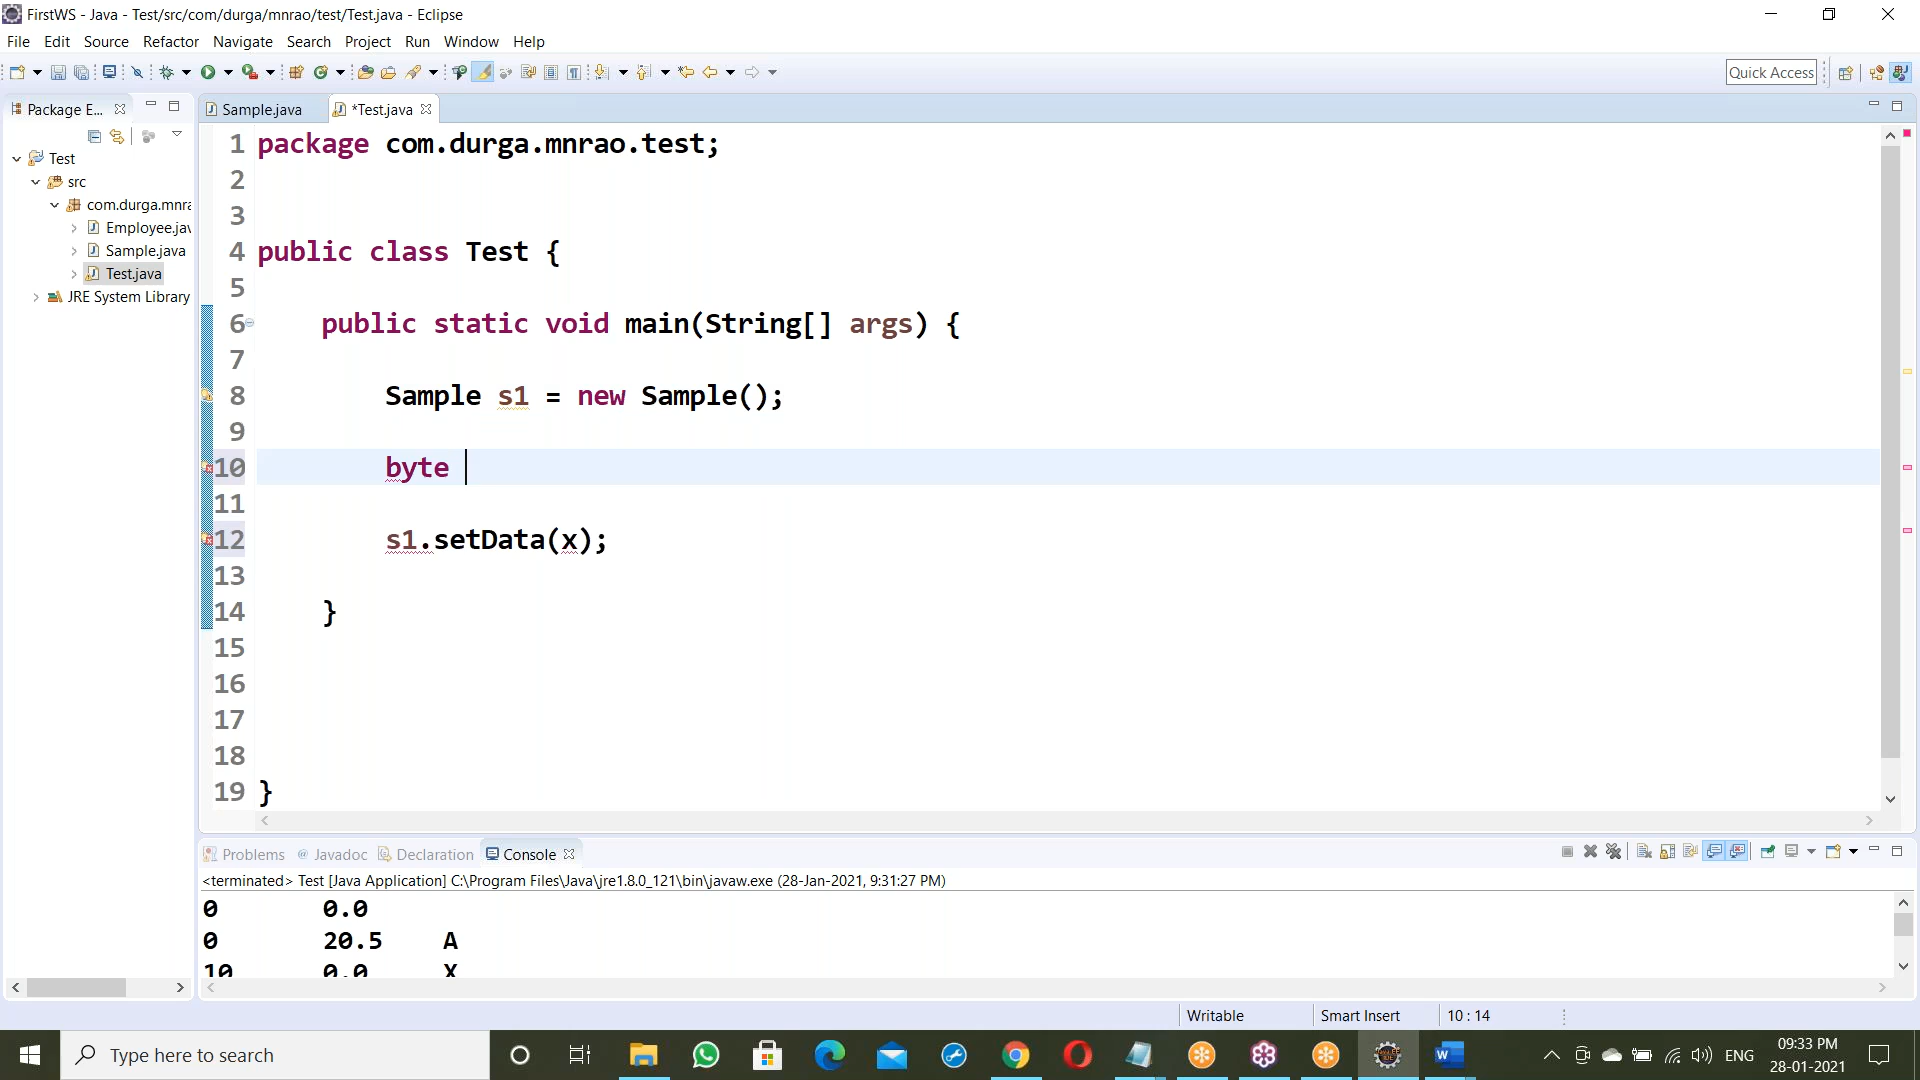 FirstWS - Java - Test/src/com/durga/mnrao/test/Test.java - Eclipse
File Edit Source Refactor Navigate Search Project Run Window Help
Quick Access
Package E...
Sample.java
*Test.java
Test
src
com.durga.mnra
Employee.jav
Sample.java
Test.java
JRE System Library
1 package com.durga.mnrao.test;
2
3
4 public class Test {
5
6 public static void main(String[] args) {
7
8 Sample s1 = new Sample();
9
10 byte
11
12 s1.setData(x);
13
14 }
15
16
17
18
19 }
Problems @ Javadoc Declaration Console
<terminated> Test [Java Application] C:\Program Files\Java\jre1.8.0_121\bin\javaw.exe (28-Jan-2021, 9:31:27 PM)
0 0.0
0 20.5 A
10 0.0 X
Writable Smart Insert 10 : 14
Type here to search
ENG
09:33 PM
28-01-2021